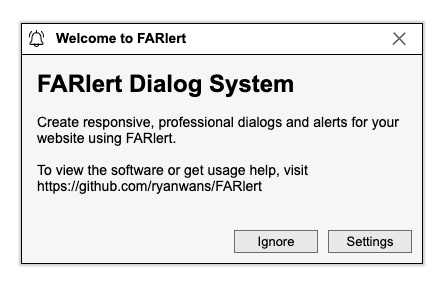 Welcome to FARlert
FARlert Dialog System
Create responsive, professional dialogs and alerts for your
website using FARlert.
To view the software or get usage help, visit
https://github.com/ryanwans/FARlert
Ignore
Settings